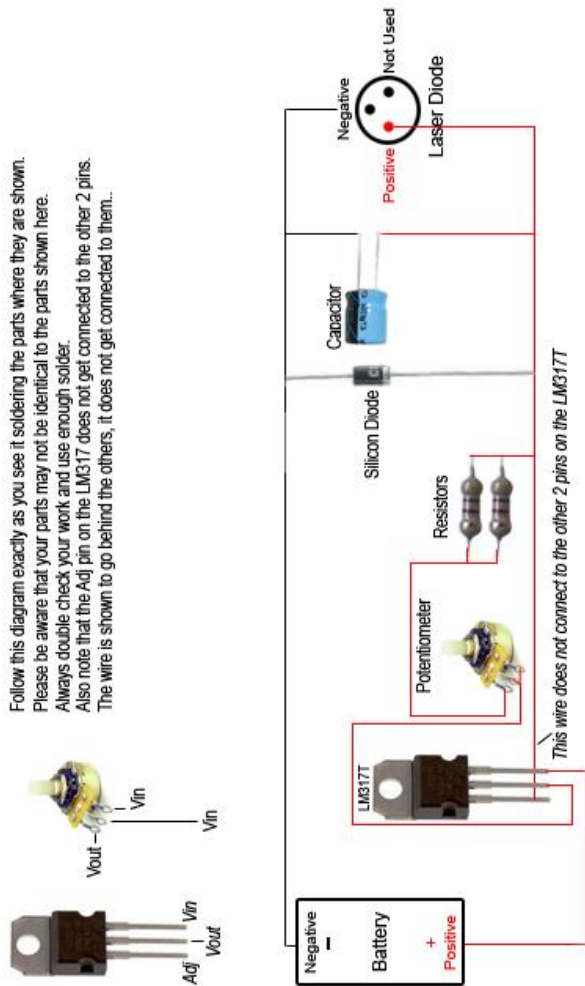 Follow this diagram exactly as you see it soldering the parts where they are shown.
Please be aware that your parts may not be identical to the parts shown here.
Always double check your work and use enough solder.
Also note that the Adj pin on the LM317 does not get connected to the other 2 pins.
The wire is shown to go behind the others, it does not get connected to them..
Adj
Vout
Vin
Vout
Vin
Vin
Negative
Battery
Positive
LM317T
Potentiometer
Resistors
Silicon Diode
Capacitor
Negative
Not Used
Positive
Laser Diode
This wire does not connect to the other 2 pins on the LM317T